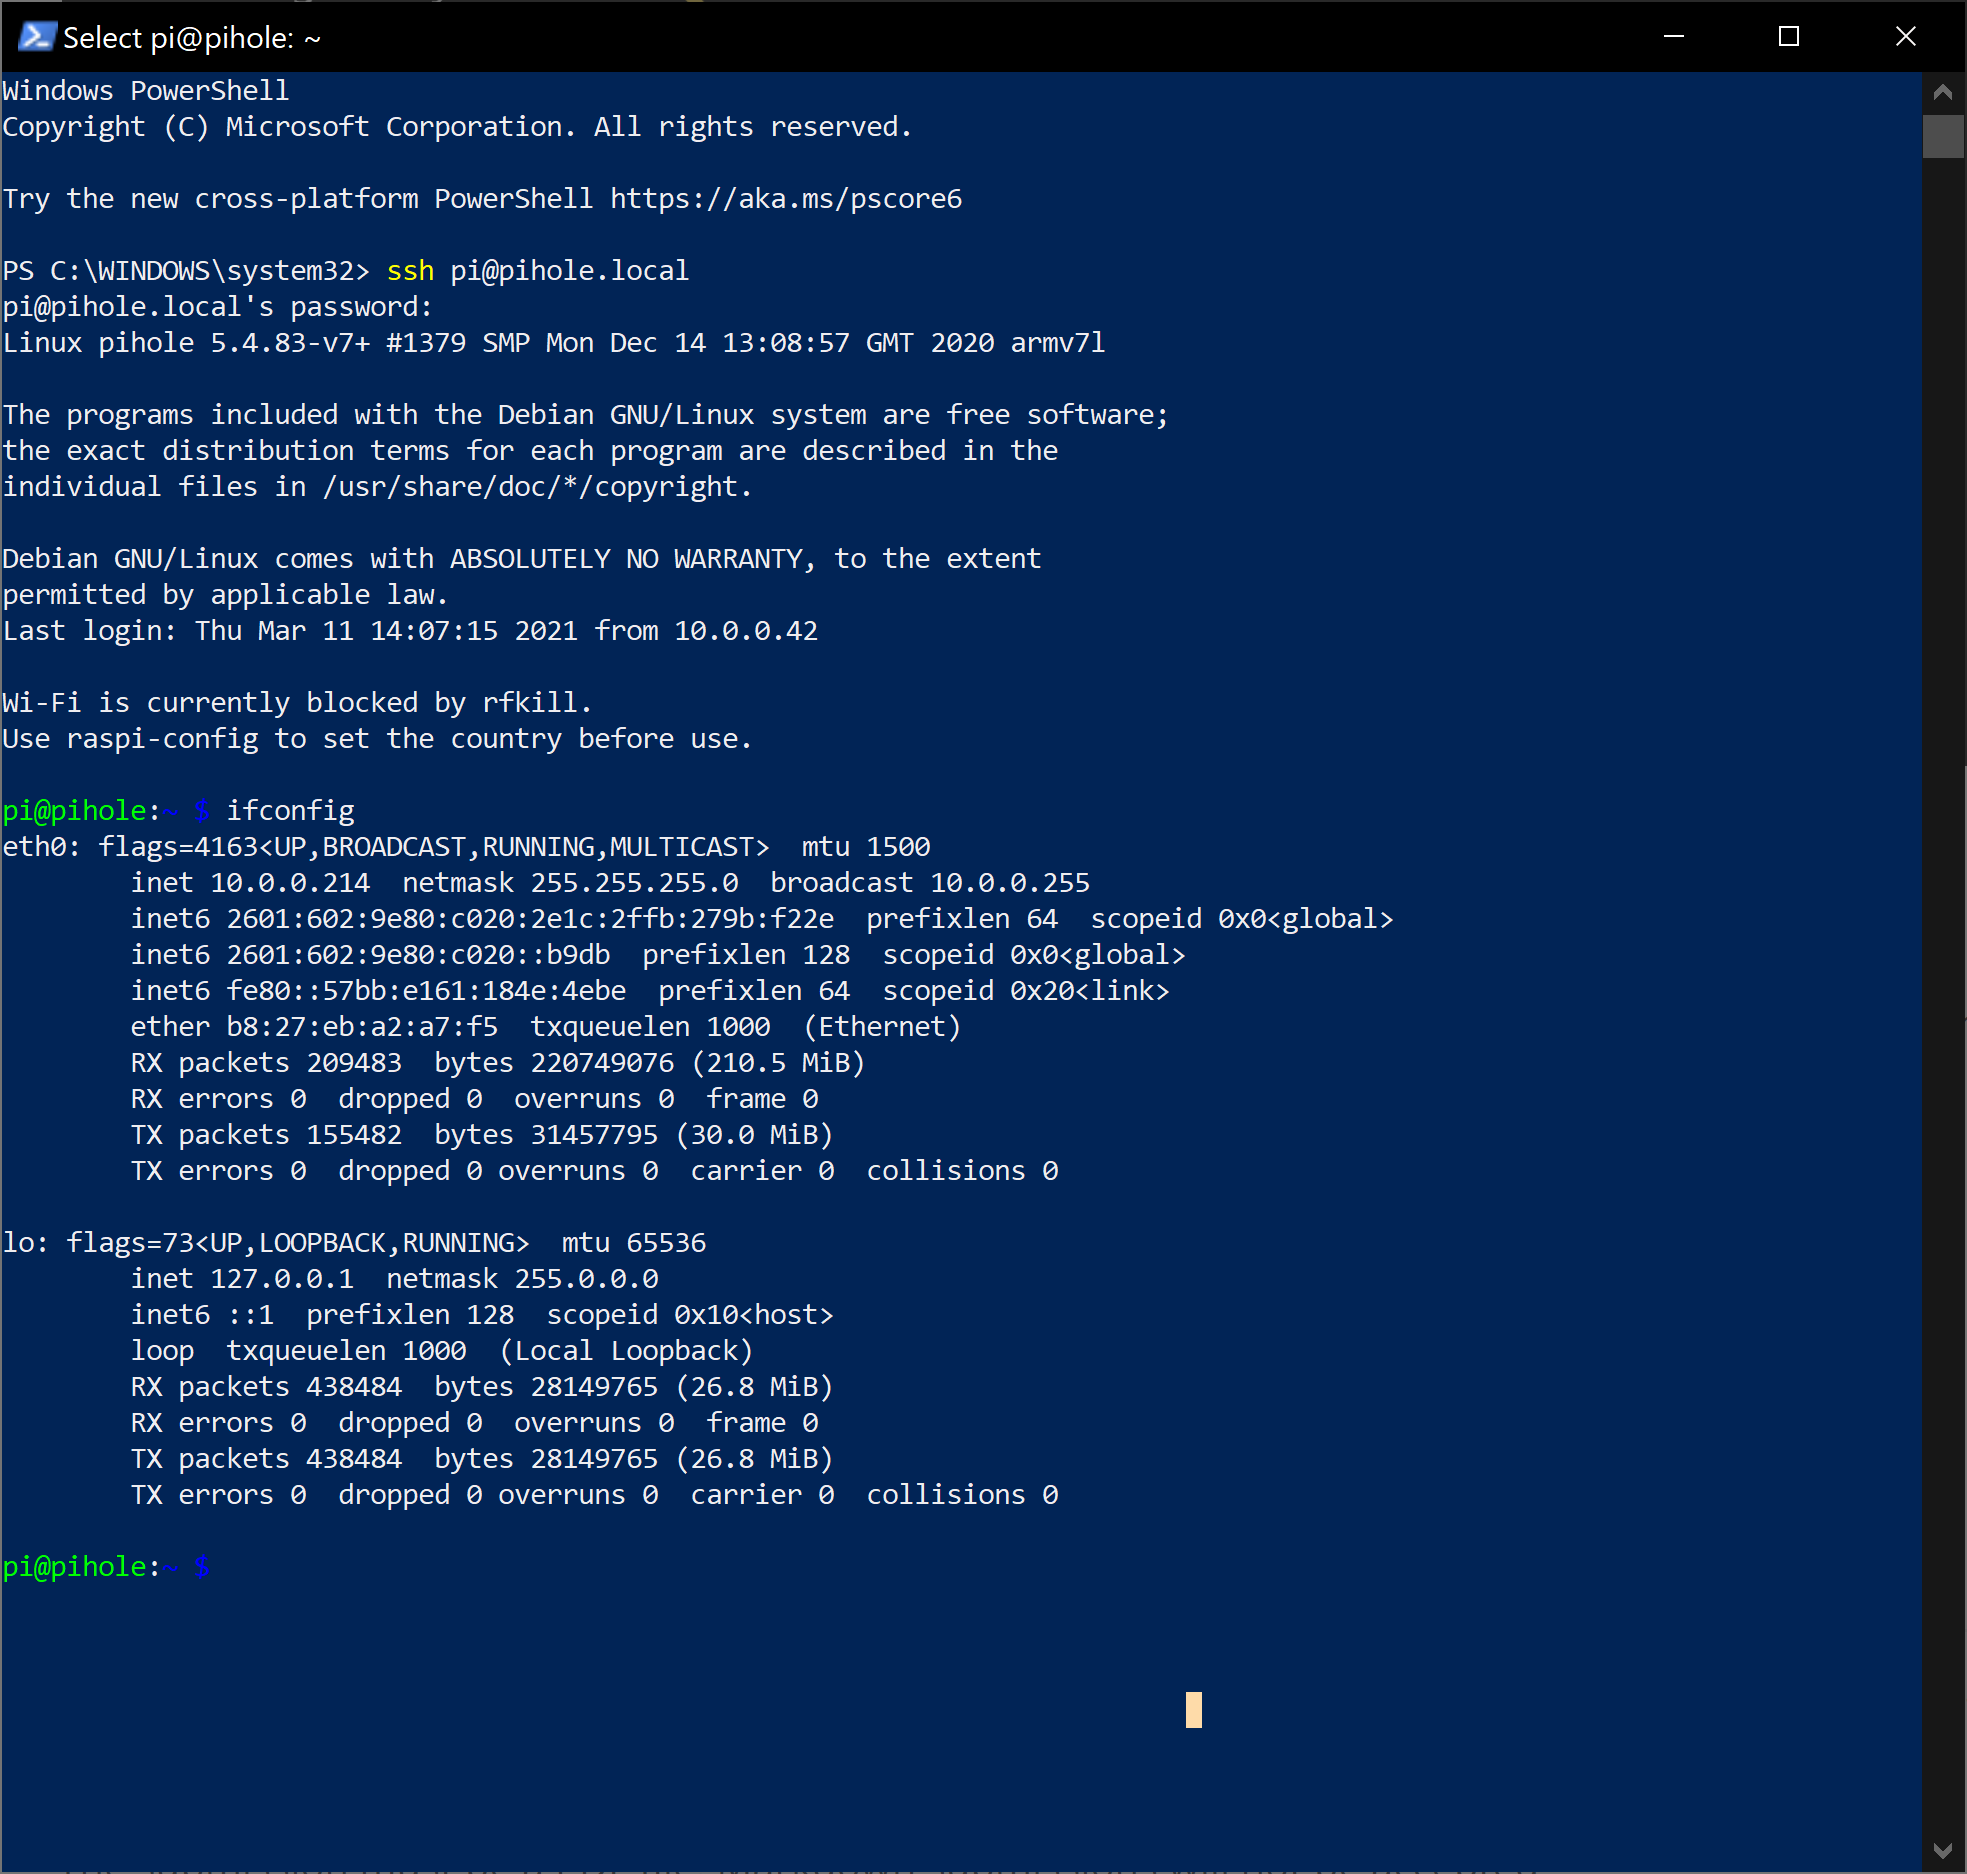 Select pi@pihole: ~
Windows PowerShell
Copyright (C) Microsoft Corporation. All rights reserved.
Try the new cross-platform PowerShell https://aka.ms/pscore6
PS C:\WINDOWS\system32> ssh pi@pihole.local
pi@pihole.local's password:
Linux pihole 5.4.83-v7+ #1379 SMP Mon Dec 14 13:08:57 GMT 2020 armv7l
The programs included with the Debian GNU/Linux system are free software;
the exact distribution terms for each program are described in the
individual files in /usr/share/doc/*/copyright.
Debian GNU/Linux comes with ABSOLUTELY NO WARRANTY, to the extent
permitted by applicable law.
Last login: Thu Mar 11 14:07:15 2021 from 10.0.0.42
Wi-Fi is currently blocked by rfkill.
Use raspi-config to set the country before use.
pi@pihole:~ $ ifconfig
eth0: flags=4163<UP,BROADCAST,RUNNING,MULTICAST>  mtu 1500
        inet 10.0.0.214  netmask 255.255.255.0  broadcast 10.0.0.255
        inet6 2601:602:9e80:c020:2e1c:2ffb:279b:f22e  prefixlen 64  scopeid 0x0<global>
        inet6 2601:602:9e80:c020::b9db  prefixlen 128  scopeid 0x0<global>
        inet6 fe80::57bb:e161:184e:4ebe  prefixlen 64  scopeid 0x20<link>
        ether b8:27:eb:a2:a7:f5  txqueuelen 1000  (Ethernet)
        RX packets 209483  bytes 220749076 (210.5 MiB)
        RX errors 0  dropped 0  overruns 0  frame 0
        TX packets 155482  bytes 31457795 (30.0 MiB)
        TX errors 0  dropped 0 overruns 0  carrier 0  collisions 0
lo: flags=73<UP,LOOPBACK,RUNNING>  mtu 65536
        inet 127.0.0.1  netmask 255.0.0.0
        inet6 ::1  prefixlen 128  scopeid 0x10<host>
        loop  txqueuelen 1000  (Local Loopback)
        RX packets 438484  bytes 28149765 (26.8 MiB)
        RX errors 0  dropped 0  overruns 0  frame 0
        TX packets 438484  bytes 28149765 (26.8 MiB)
        TX errors 0  dropped 0 overruns 0  carrier 0  collisions 0
pi@pihole:~ $